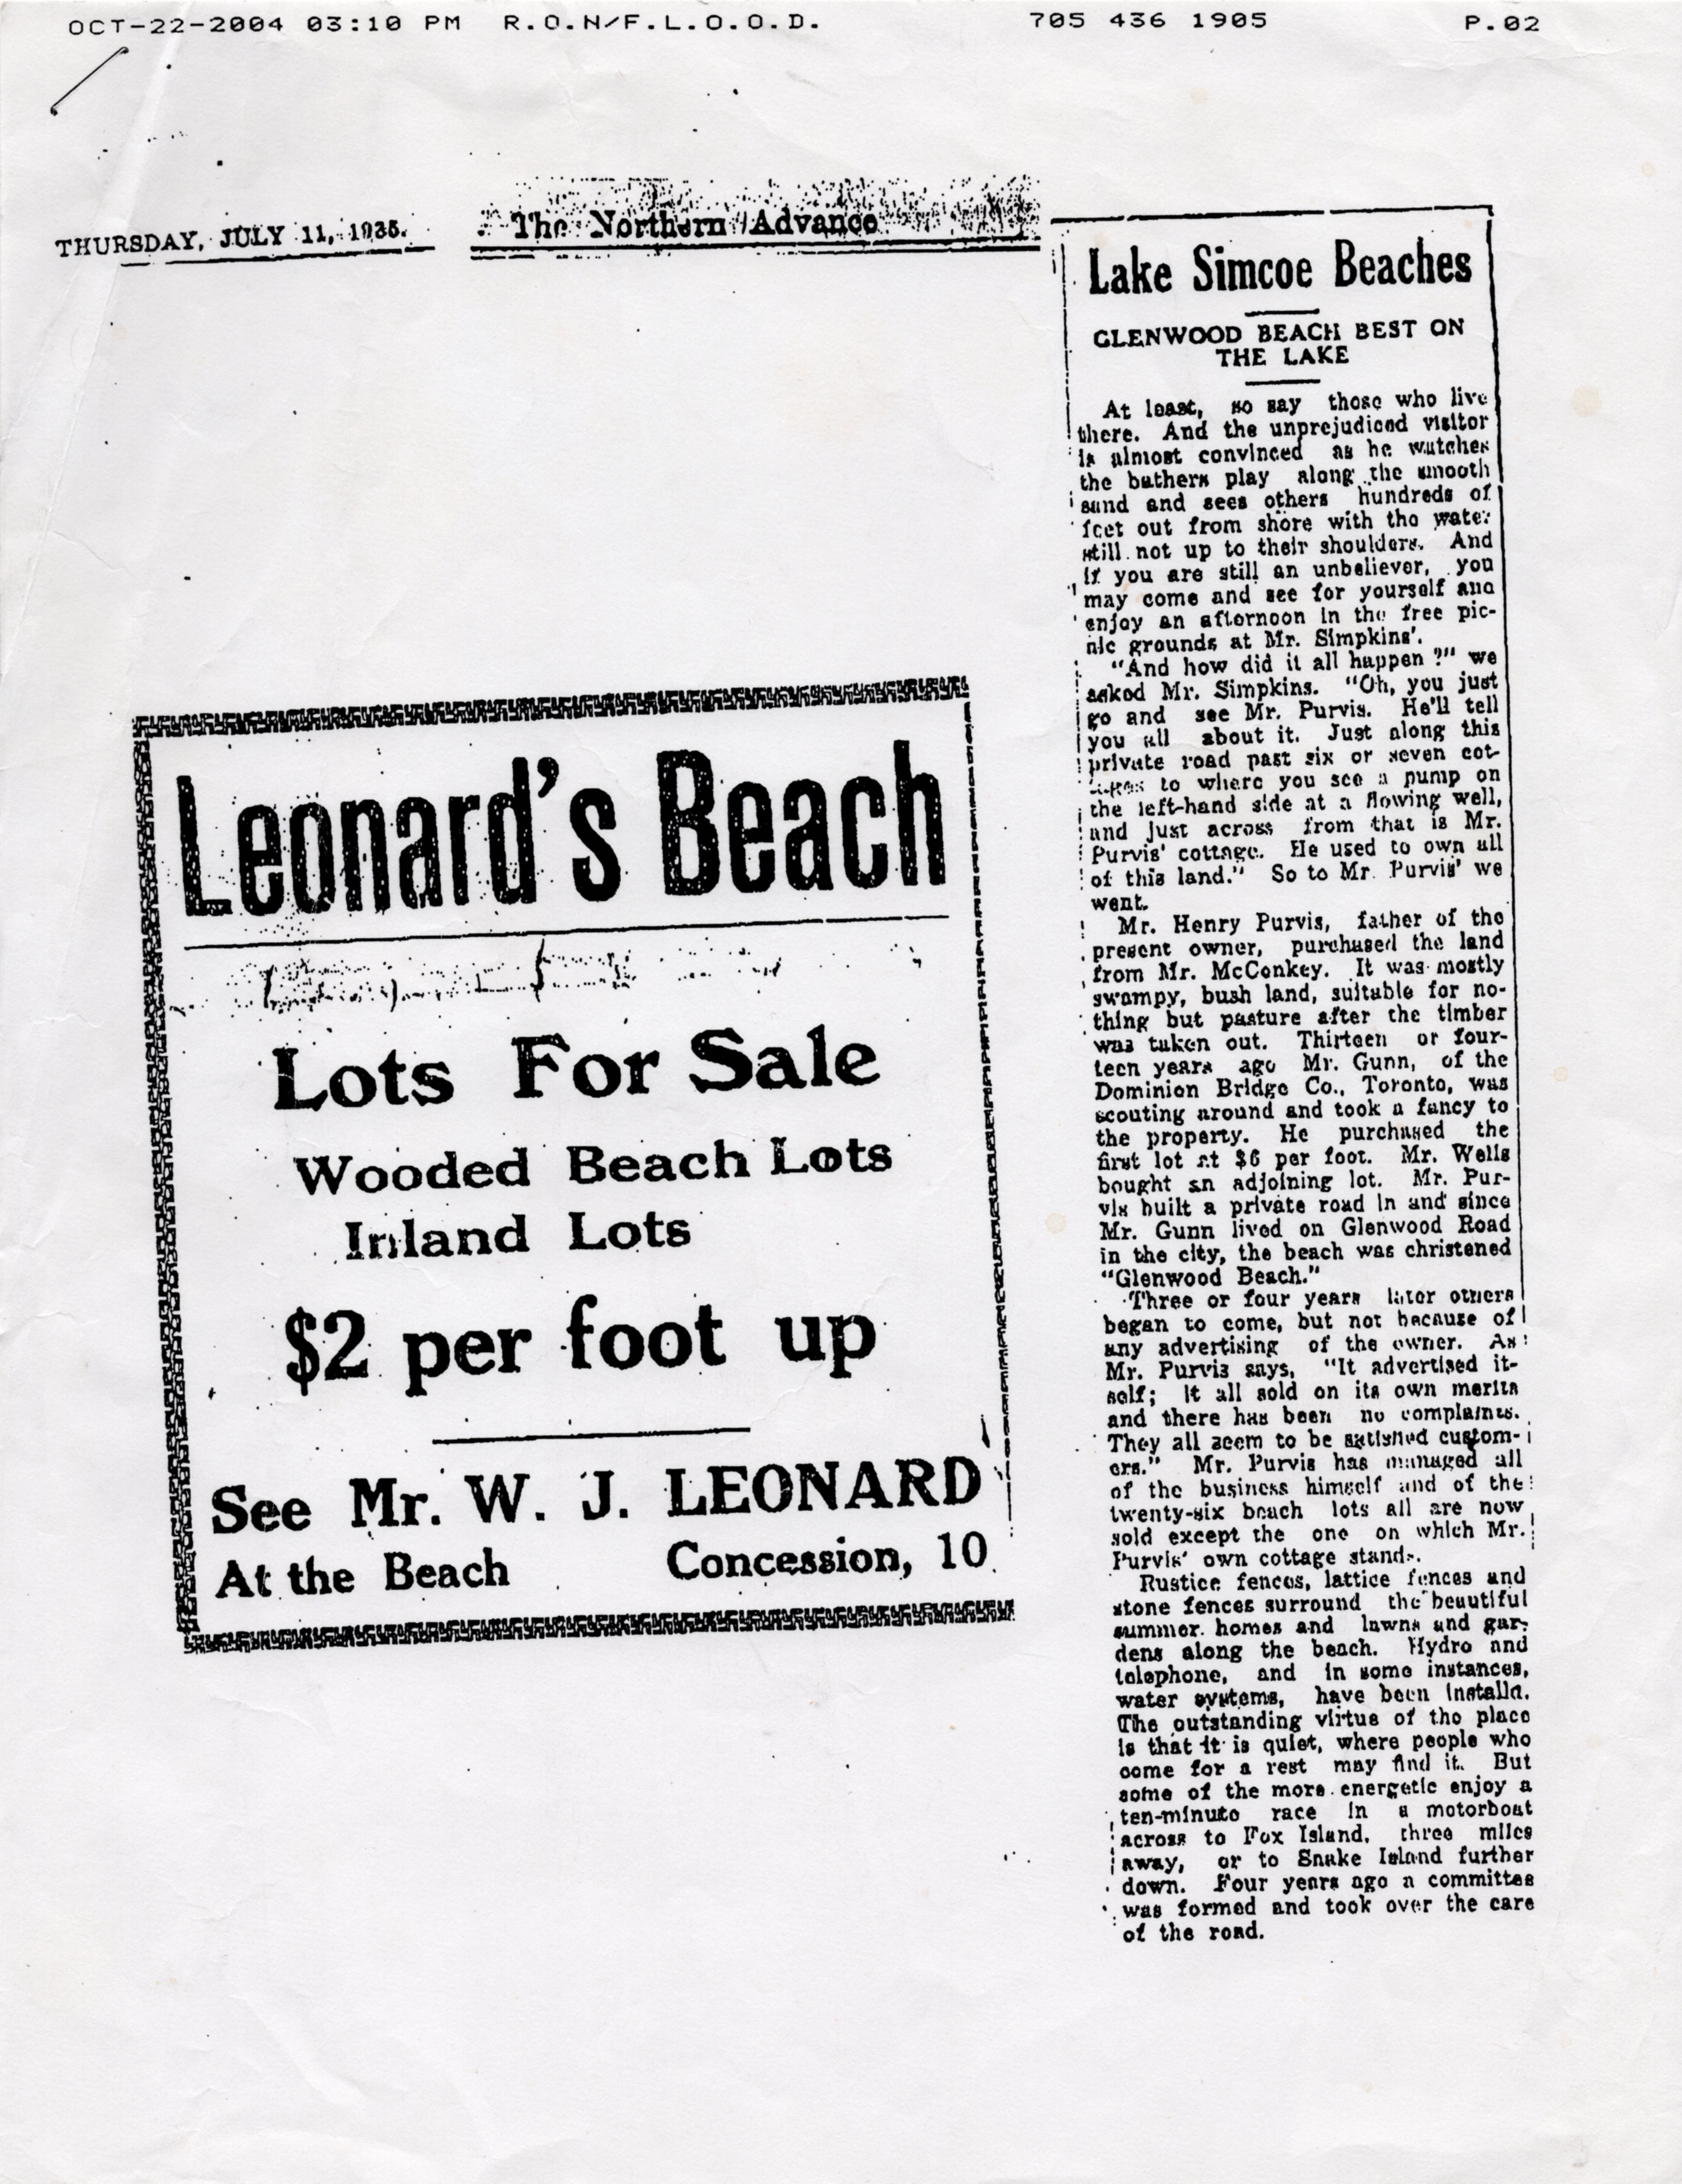 OCT-22-2004 03:10 PM R.O.N/F.L.O.O.D. 705 436 1905 P.02
THURSDAY, JULY 11, 1935.
The Northern Advance
Leonard's Beach
Lots For Sale
Wooded Beach Lots
Inland Lots
$2 per foot up
See Mr. W. J. LEONARD
At the Beach Concession, 10
Lake Simcoe Beaches
GLENWOOD BEACH BEST ON
THE LAKE
At least, so say those who live
there. And the unprejudiced visitor
is almost convinced as he watches
the bathers play along the smooth
sand and sees others hundreds of
feet out from shore with the water
still not up to their shoulders. And
if you are still an unbeliever, you
may come and see for yourself and
enjoy an afternoon in the free pic-
nic grounds at Mr. Simpkins'.
"And how did it all happen ?" we
asked Mr. Simpkins. "Oh, you just
go and see Mr. Purvis. He'll tell
you all about it. Just along this
private road past six or seven cot-
tages to where you see a pump on
the left-hand side at a flowing well,
and just across from that is Mr.
Purvis' cottage. He used to own all
of this land." So to Mr. Purvis' we
went.
Mr. Henry Purvis, father of the
present owner, purchased the land
from Mr. McConkey. It was mostly
swampy, bush land, suitable for no-
thing but pasture after the timber
was taken out. Thirteen or four-
teen years ago Mr. Gunn, of the
Dominion Bridge Co., Toronto, was
scouting around and took a fancy to
the property. He purchased the
first lot at $6 per foot. Mr. Wells
bought an adjoining lot. Mr. Pur-
vis built a private road in and since
Mr. Gunn lived on Glenwood Road
in the city, the beach was christened
"Glenwood Beach."
Three or four years later others
began to come, but not because of
any advertising of the owner. As
Mr. Purvis says, "It advertised it-
self; it all sold on its own merits
and there has been no complaints.
They all seem to be satisfied custom-
ers." Mr. Purvis has managed all
of the business himself and of the
twenty-six beach lots all are now
sold except the one on which Mr.
Purvis' own cottage stands.
Rustice fences, lattice fences and
stone fences surround the beautiful
summer homes and lawns and gar-
dens along the beach. Hydro and
telephone, and in some instances,
water systems, have been installd.
The outstanding virtue of the place
is that it is quiet, where people who
come for a rest may find it. But
some of the more energetic enjoy a
ten-minute race in a motorboat
across to Fox Island, three miles
away, or to Snake Island further
down. Four years ago a committee
was formed and took over the care
of the road.